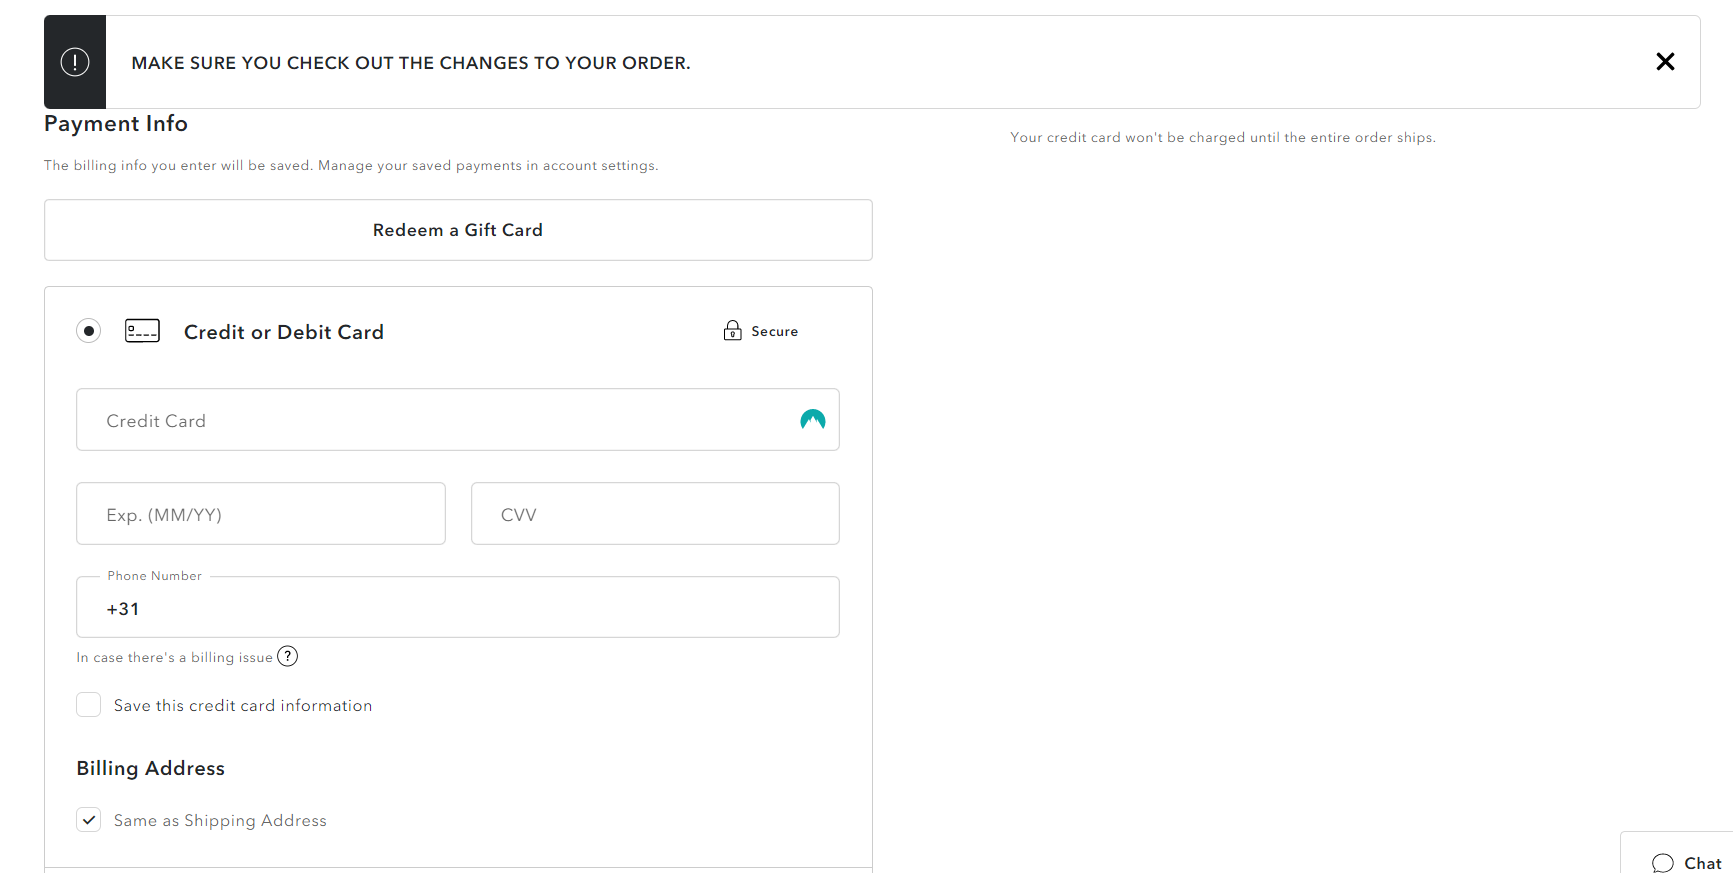 MAKE SURE YOU CHECK OUT THE CHANGES TO YOUR ORDER.
Payment Info
Your credit card won't be charged until the entire order ships.
The billing info you enter will be saved. Manage your saved payments in account settings.
Redeem a Gift Card
Credit or Debit Card
Secure
Credit Card
Exp. (MM/YY)
CVV
Phone Number
+31
In case there's a billing issue ?
Save this credit card information
Billing Address
Same as Shipping Address
Chat